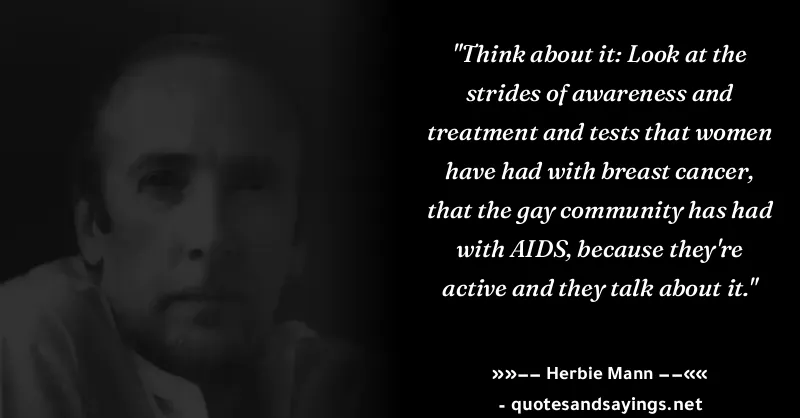 "Think about it: Look at the
strides of awareness and
treatment and tests that women
have had with breast cancer,
that the gay community has had
with AIDS, because they're
active and they talk about it."
»»–– Herbie Mann ––««
- quotesandsayings.net